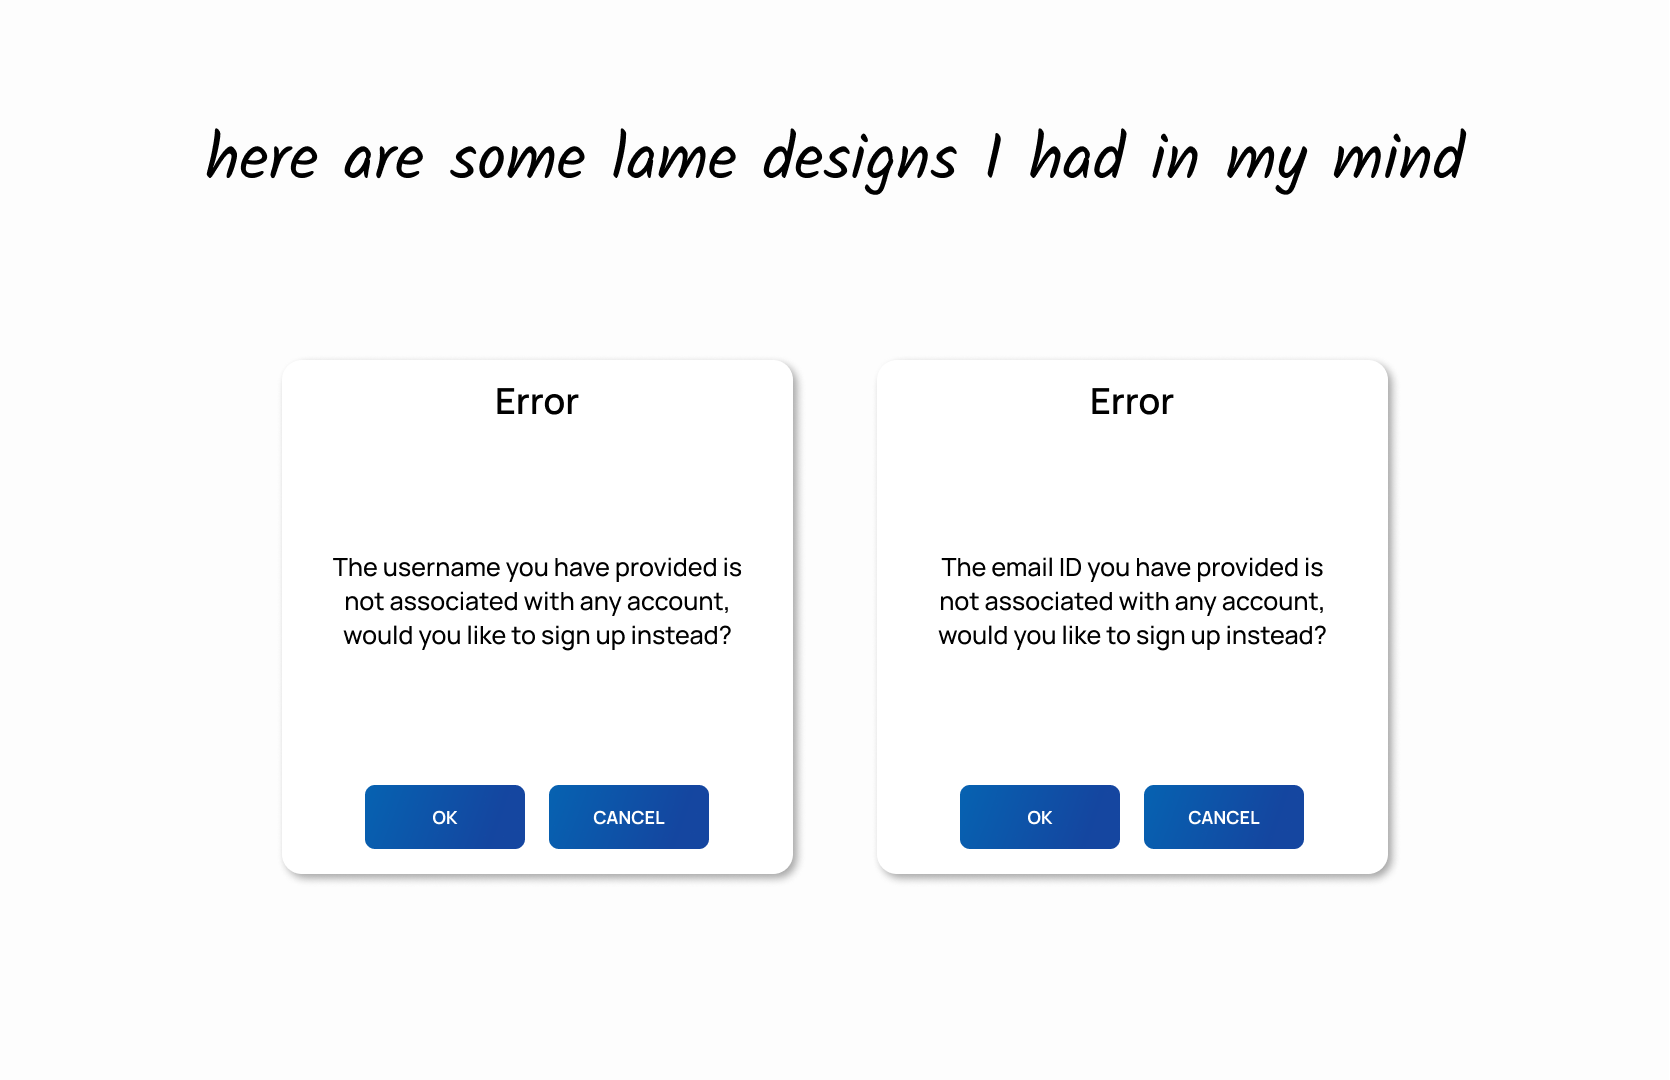 here are some lame designs I had in my mind
Error
The username you have provided is
not associated with any account,
would you like to sign up instead?
OK
CANCEL
Error
The email ID you have provided is
not associated with any account,
would you like to sign up instead?
OK
CANCEL